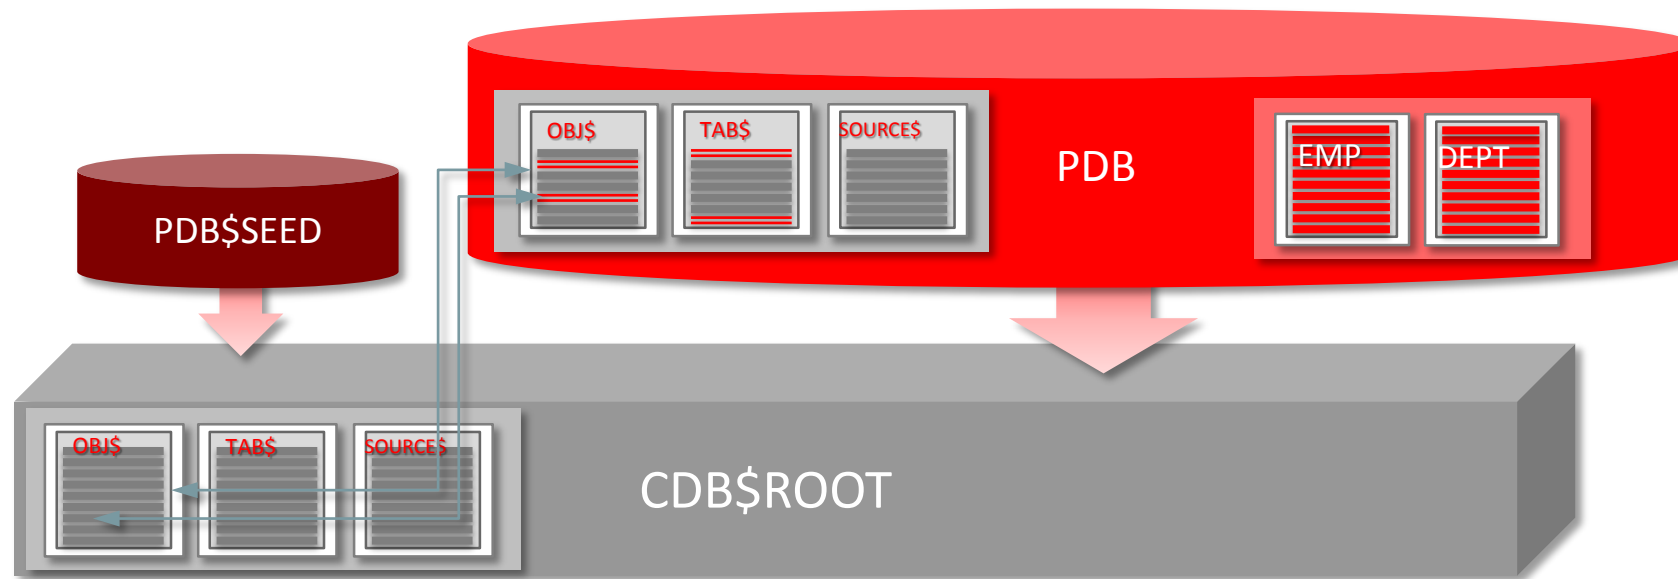 OBJ$
TAB$
SOURCE$
PDB
EMP
DEPT
PDB$SEED
OBJ$
TAB$
SOURCE$
CDB$ROOT